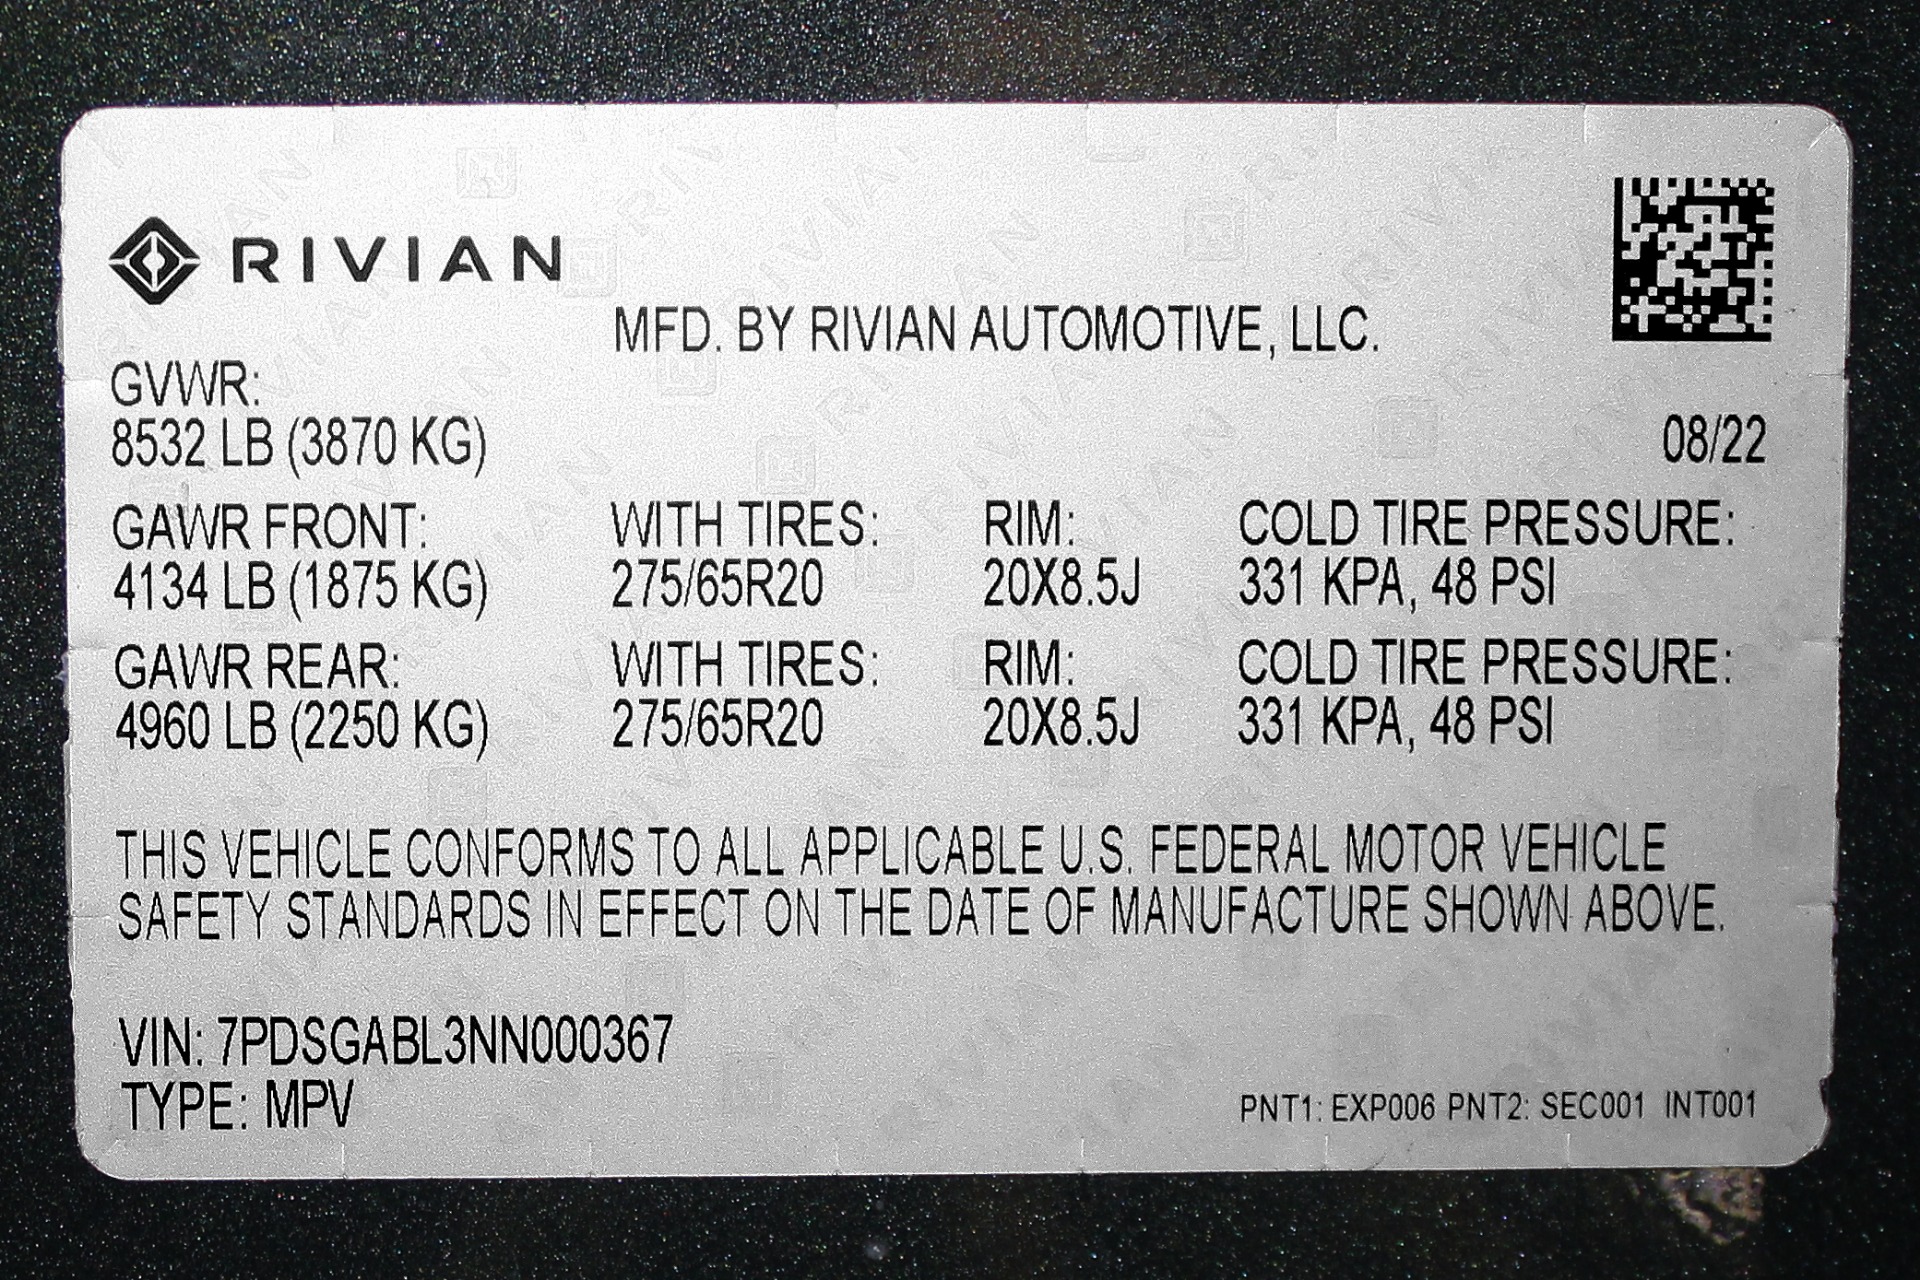 RIVIAN
MFD. BY RIVIAN AUTOMOTIVE, LLC.
GVWR:
8532 LB (3870 KG)
08/22
GAWR FRONT: WITH TIRES: RIM: COLD TIRE PRESSURE:
4134 LB (1875 KG) 275/65R20 20X8.5J 331 KPA, 48 PSI
GAWR REAR: WITH TIRES: RIM: COLD TIRE PRESSURE:
4960 LB (2250 KG) 275/65R20 20X8.5J 331 KPA, 48 PSI
THIS VEHICLE CONFORMS TO ALL APPLICABLE U.S. FEDERAL MOTOR VEHICLE
SAFETY STANDARDS IN EFFECT ON THE DATE OF MANUFACTURE SHOWN ABOVE.
VIN: 7PDSGABL3NN000367
TYPE: MPV
PNT1: EXP006 PNT2: SEC001 INT001